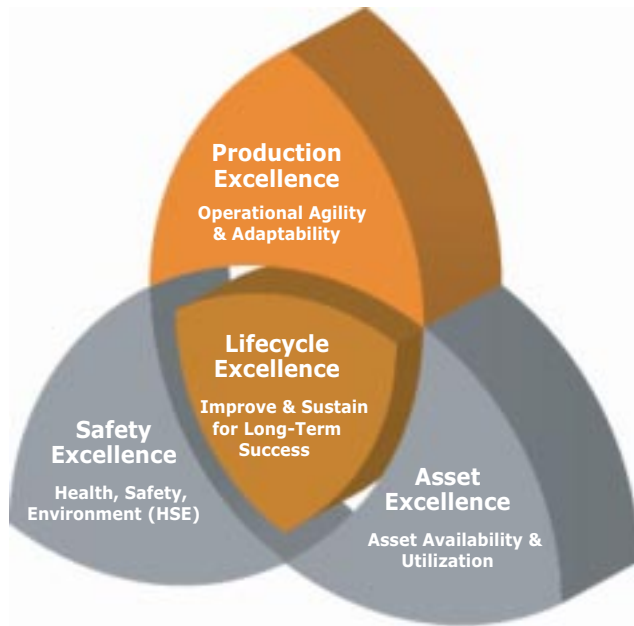 Production
Excellence
Operational Agility
& Adaptability
Lifecycle
Excellence
Improve & Sustain
for Long-Term
Success
Safety
Excellence
Health, Safety,
Environment (HSE)
Asset
Excellence
Asset Availability &
Utilization